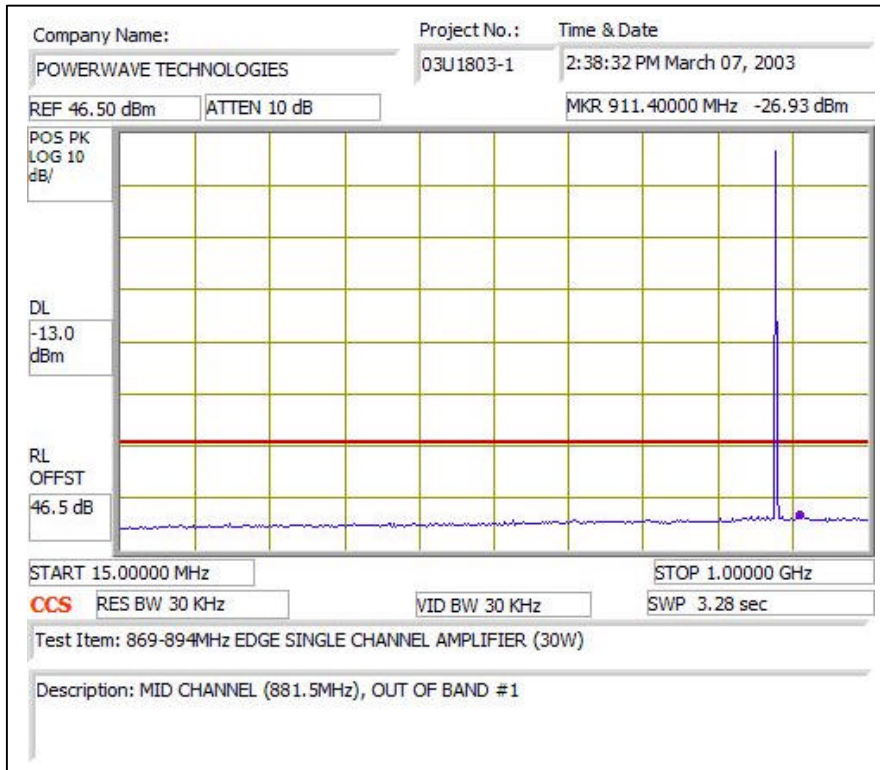 Company Name:
Project No.:
Time & Date
POWERWAVE TECHNOLOGIES
03U1803-1
2:38:32 PM March 07, 2003
REF 46.50 dBm
ATTEN 10 dB
MKR 911.40000 MHz -26.93 dBm
POS PK
LOG 10
dB/
DL
-13.0
dBm
RL
OFFST
46.5 dB
START 15.00000 MHz
STOP 1.00000 GHz
CCS
RES BW 30 KHz
VID BW 30 KHz
SWP 3.28 sec
Test Item: 869-894MHz EDGE SINGLE CHANNEL AMPLIFIER (30W)
Description: MID CHANNEL (881.5MHz), OUT OF BAND #1